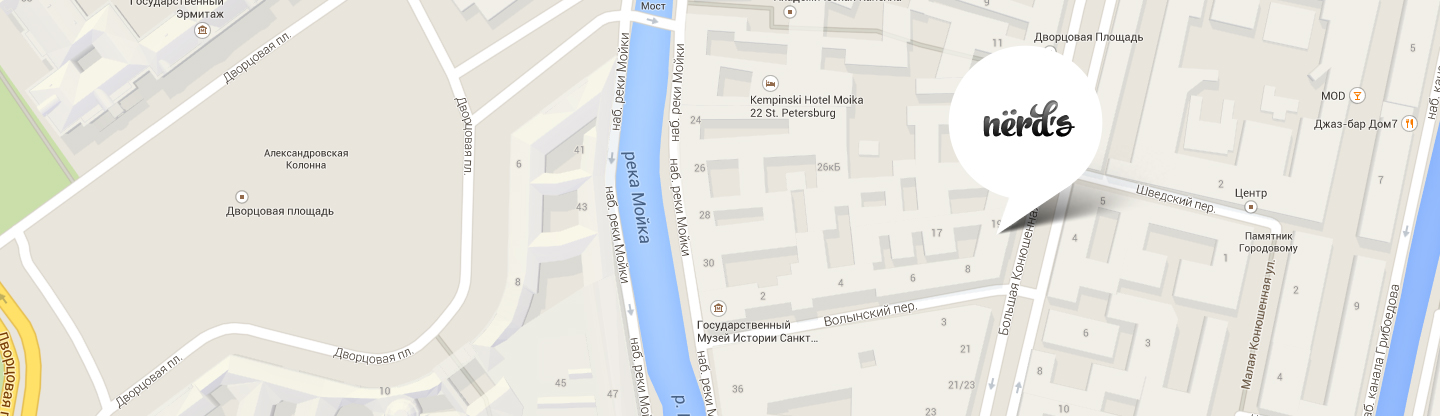 Государственный
Эрмитаж
Мост
Дворцовая Площадь
9
11
5
Дворцовая пл.
наб. реки Мойки
наб. реки Мойки
Kempinski Hotel Moika
22 St. Petersburg
nёrd's
MOD
Джаз-бар Дом7
24
Дворцовая пл.
Александровская
Колонна
6
41
река Мойка
наб. реки Мойки
26
26кБ
2
7
Шведский пер.
Центр
43
наб. реки Мойки
28
Дворцовая площадь
17
19
5
4
Памятник
Городовому
1
30
8
6
4
2
8
2
Большая Конюшенная
Малая Конюшенная ул.
Государственный
Музей Истории Санкт...
Волынский пер.
3
6
9
наб. канала Грибоедова
Дворцовая пл.
Дворцовая пл.
наб. реки
наб. реки
21
8
10
45
47
36
21/23
3
Дворцовая